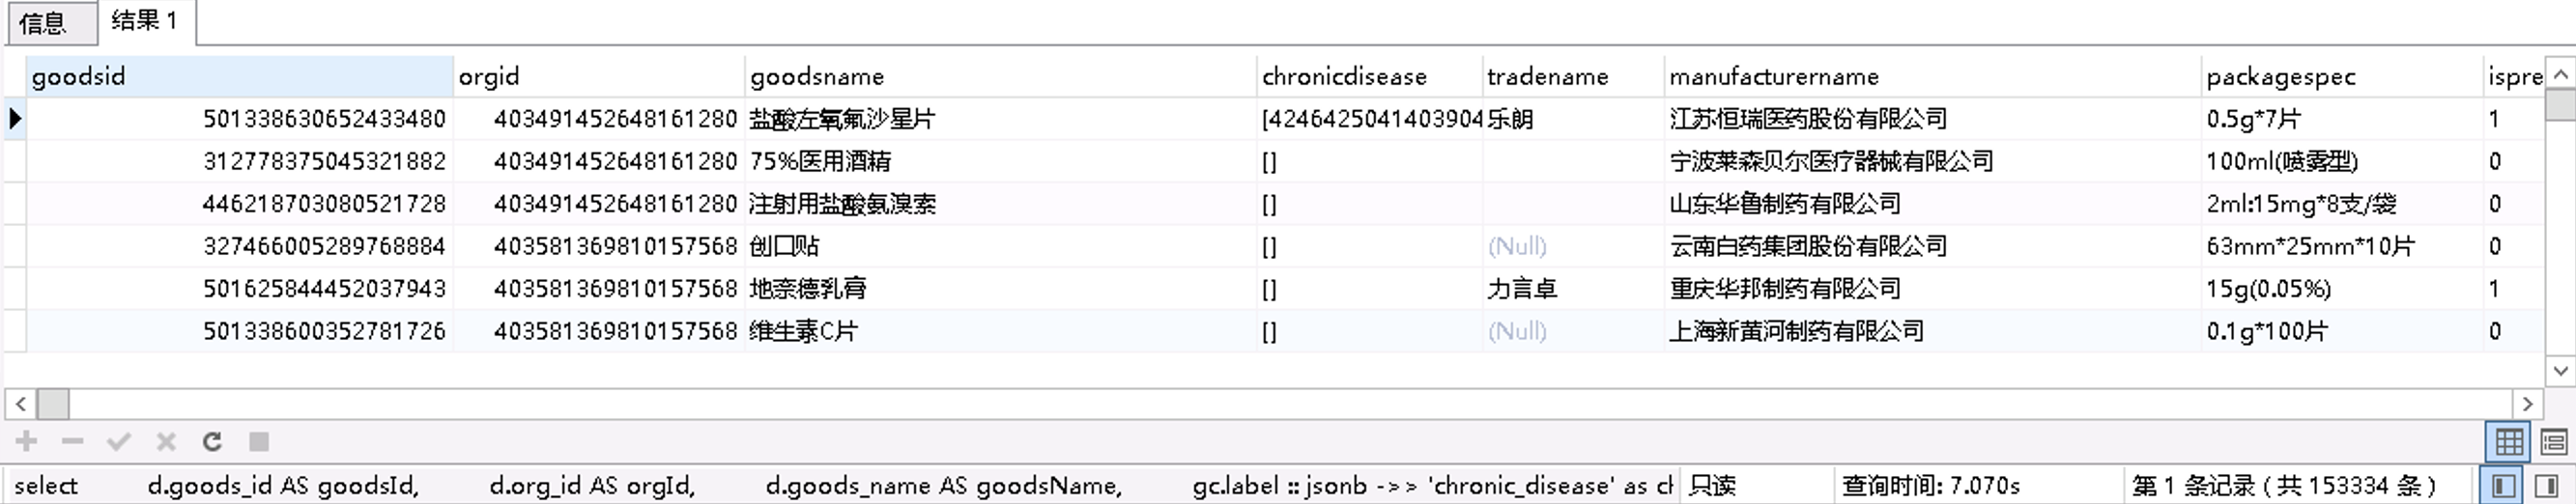 信息 结果 1
goodsid orgid goodsname chronicdisease tradename manufacturername packagespec ispre
501338630652433480 403491452648161280 盐酸左氧氟沙星片 [4246425041403904 乐朗 江苏恒瑞医药股份有限公司 0.5g*7片 1
312778375045321882 403491452648161280 75%医用酒精 [] 宁波莱森贝尔医疗器械有限公司 100ml(喷雾型) 0
446218703080521728 403491452648161280 注射用盐酸氨溴索 [] 山东华鲁制药有限公司 2ml:15mg*8支/袋 0
327466005289768884 403581369810157568 创口贴 [] (Null) 云南白药集团股份有限公司 63mm*25mm*10片 0
501625844452037943 403581369810157568 地奈德乳膏 [] 力言卓 重庆华邦制药有限公司 15g(0.05%) 1
501338600352781726 403581369810157568 维生素C片 [] (Null) 上海新黄河制药有限公司 0.1g*100片 0
select d.goods_id AS goodsId, d.org_id AS orgId, d.goods_name AS goodsName, gc.label :: jsonb ->> 'chronic_disease' as cl 只读 查询时间: 7.070s 第 1 条记录 ( 共 153334 条 )